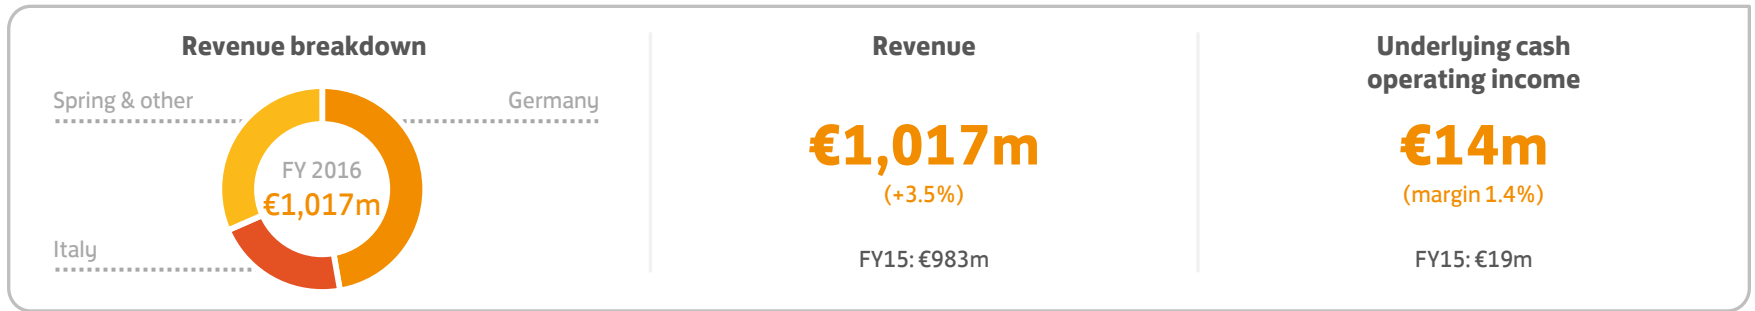 Revenue breakdown
Spring & other
Germany
FY 2016
€1,017m
Italy
Revenue
€1,017m
(+3.5%)
FY15: €983m
Underlying cash
operating income
€14m
(margin 1.4%)
FY15: €19m